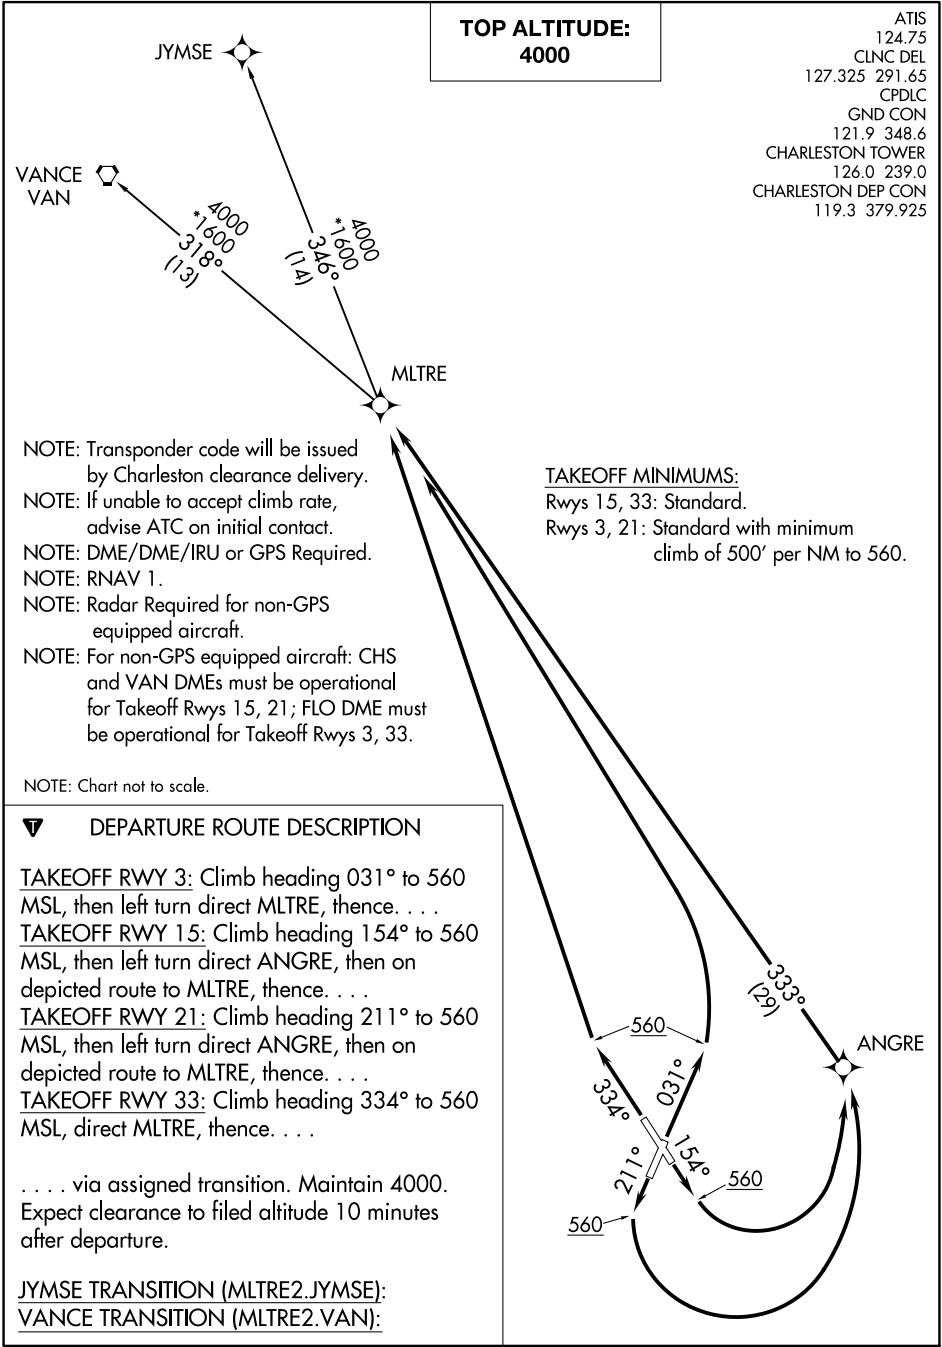 TOP ALTITUDE:
4000
ATIS
124.75
CLNC DEL
127.325 291.65
CPDLC
GND CON
121.9 348.6
CHARLESTON TOWER
126.0 239.0
CHARLESTON DEP CON
119.3 379.925
JYMSE
VANCE
VAN
4000
*1600
318°
(13)
4000
*1600
346°
(14)
MLTRE
NOTE: Transponder code will be issued
by Charleston clearance delivery.
NOTE: If unable to accept climb rate,
advise ATC on initial contact.
NOTE: DME/DME/IRU or GPS Required.
NOTE: RNAV 1.
NOTE: Radar Required for non-GPS
equipped aircraft.
NOTE: For non-GPS equipped aircraft: CHS
and VAN DMEs must be operational
for Takeoff Rwys 15, 21; FLO DME must
be operational for Takeoff Rwys 3, 33.
NOTE: Chart not to scale.
TAKEOFF MINIMUMS:
Rwys 15, 33: Standard.
Rwys 3, 21: Standard with minimum
climb of 500' per NM to 560.
T DEPARTURE ROUTE DESCRIPTION
TAKEOFF RWY 3: Climb heading 031° to 560
MSL, then left turn direct MLTRE, thence. . . .
TAKEOFF RWY 15: Climb heading 154° to 560
MSL, then left turn direct ANGRE, then on
depicted route to MLTRE, thence. . . .
TAKEOFF RWY 21: Climb heading 211° to 560
MSL, then left turn direct ANGRE, then on
depicted route to MLTRE, thence. . . .
TAKEOFF RWY 33: Climb heading 334° to 560
MSL, direct MLTRE, thence. . . .
. . . . via assigned transition. Maintain 4000.
Expect clearance to filed altitude 10 minutes
after departure.
JYMSE TRANSITION (MLTRE2.JYMSE):
VANCE TRANSITION (MLTRE2.VAN):
333°
(29)
ANGRE
560
334°
031°
211°
154°
560
560